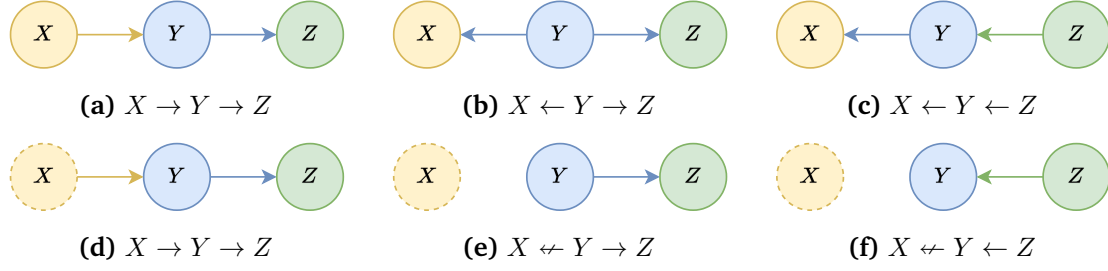 X Y Z X Y Z X Y Z
(a) X → Y → Z (b) X ← Y → Z (c) X ← Y ← Z
X Y Z X Y Z X Y Z
(d) X → Y → Z (e) X ↚ Y → Z (f) X ↚ Y ← Z